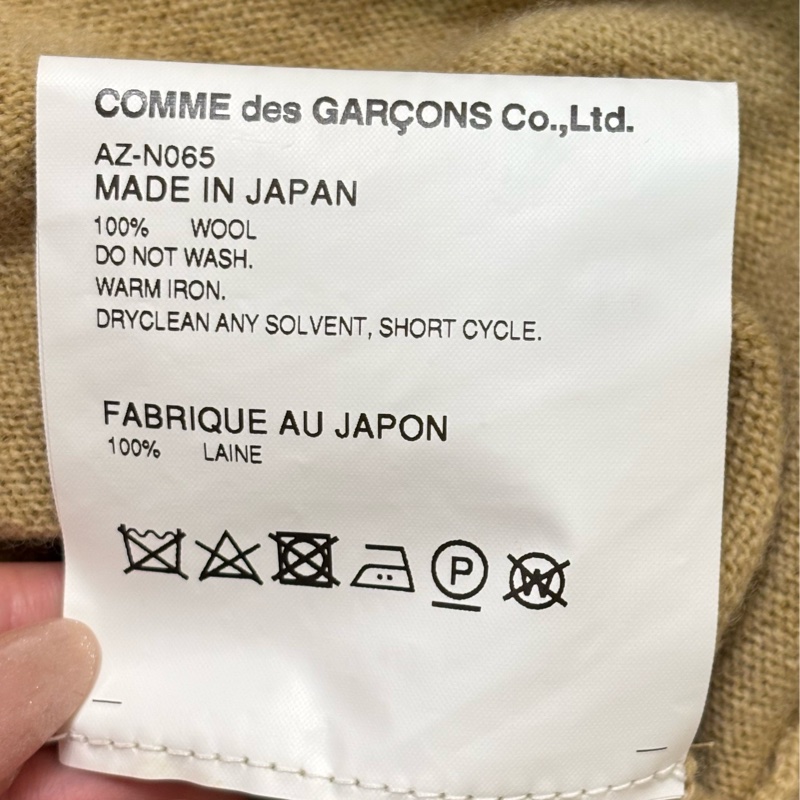 COMME des GARÇONS Co.,Ltd.
AZ-N065
MADE IN JAPAN
100% WOOL
DO NOT WASH.
WARM IRON.
DRYCLEAN ANY SOLVENT, SHORT CYCLE.
FABRIQUE AU JAPON
100% LAINE
P W